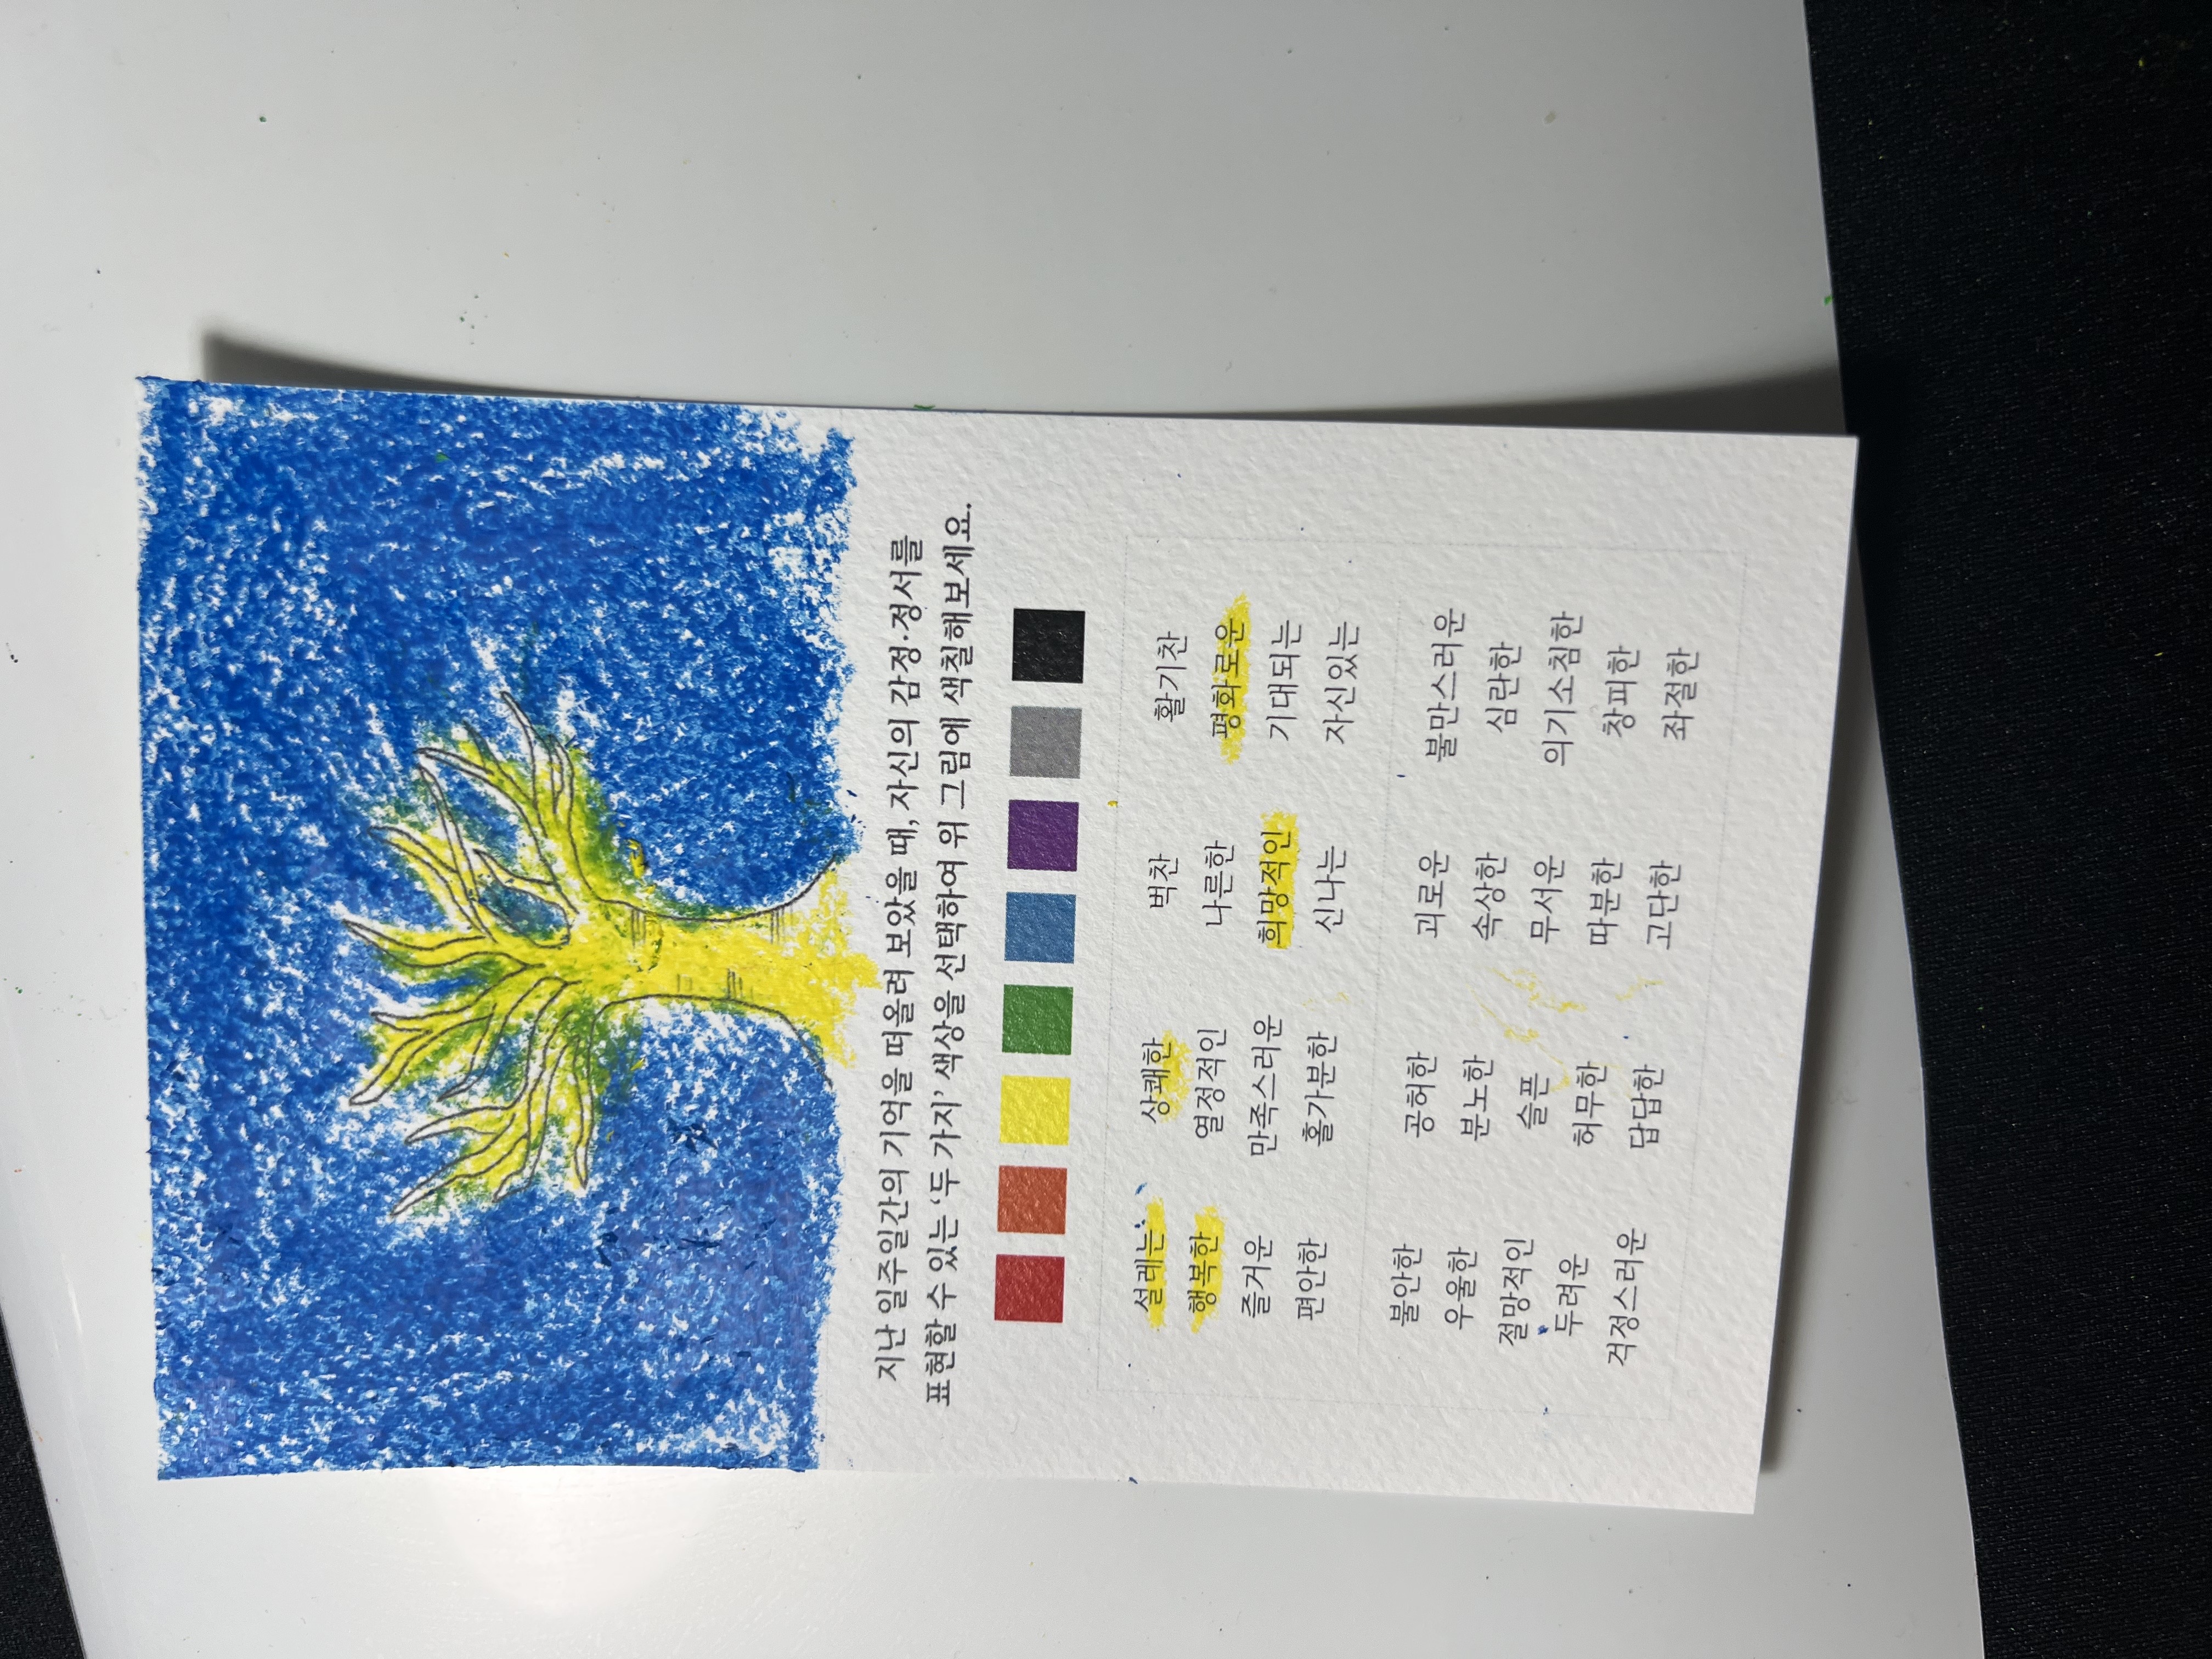 지난 일주일간의 기억을 떠올려 보았을 때, 자신의 감정·정서를
표현할 수 있는 ‘두 가지’ 색상을 선택하여 위 그림에 색칠해보세요.
설레는 상쾌한 벅찬 활기찬
행복한 열정적인 나른한 평화로운
즐거운 만족스러운 희망적인 기대되는
편안한 홀가분한 신나는 자신있는
불안한 공허한 괴로운 불만스러운
우울한 분노한 속상한 심란한
절망적인 슬픈 무서운 의기소침한
두려운 허무한 따분한 창피한
걱정스러운 답답한 고단한 좌절한